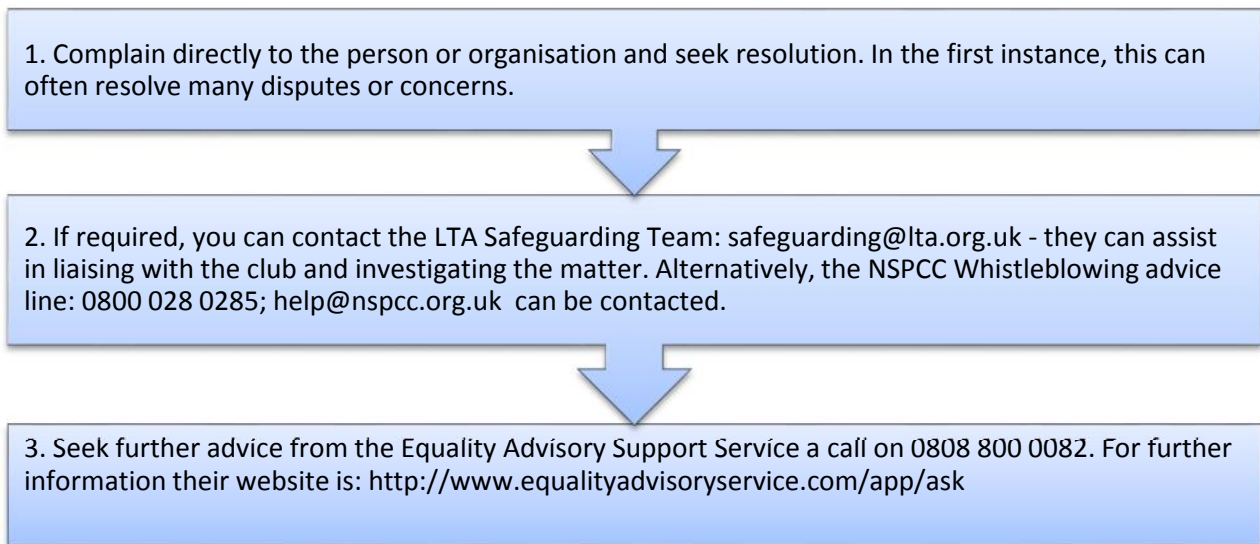 1. Complain directly to the person or organisation and seek resolution. In the first instance, this can
often resolve many disputes or concerns.
2. If required, you can contact the LTA Safeguarding Team: safeguarding@lta.org.uk - they can assist
in liaising with the club and investigating the matter. Alternatively, the NSPCC Whistleblowing advice
line: 0800 028 0285; help@nspcc.org.uk can be contacted.
3. Seek further advice from the Equality Advisory Support Service a call on 0808 800 0082. For further
information their website is: http://www.equalityadvisoryservice.com/app/ask